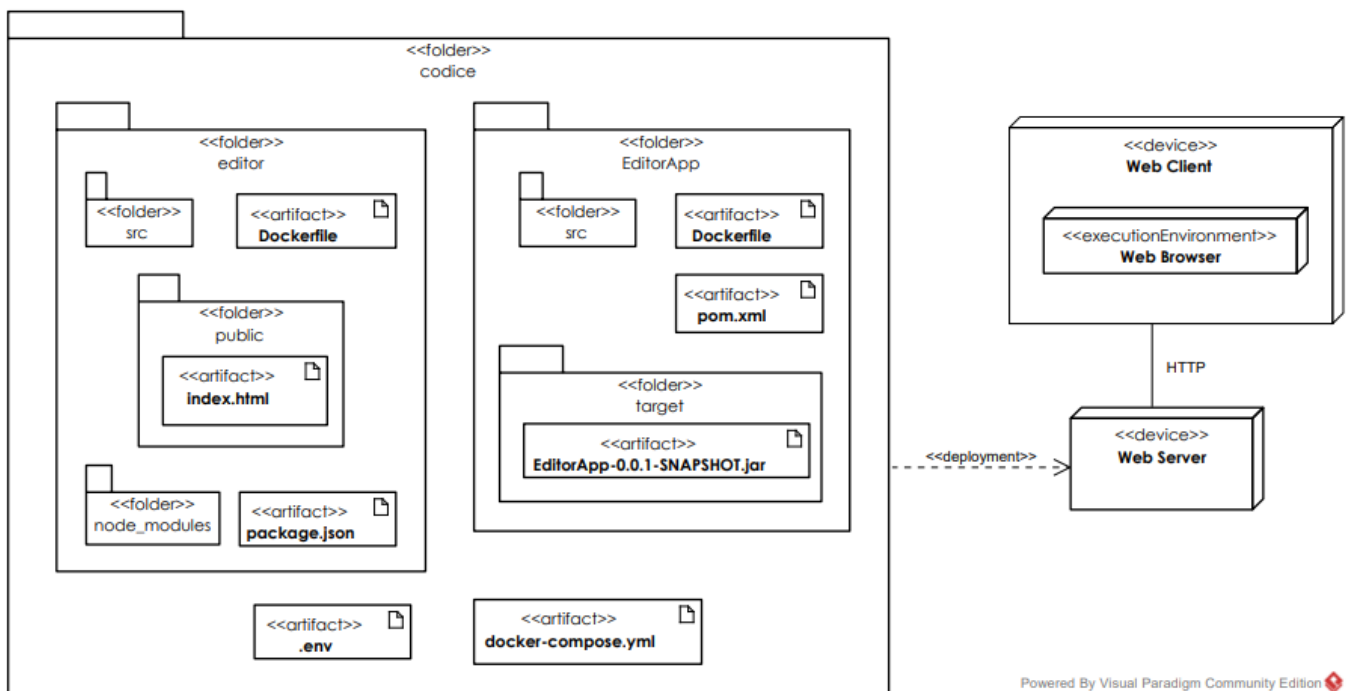 <<folder>>
codice
<<folder>>
editor
<<folder>>
src
<<artifact>>
Dockerfile
<<folder>>
public
<<artifact>>
index.html
<<folder>>
node_modules
<<artifact>>
package.json
<<folder>>
EditorApp
<<folder>>
src
<<artifact>>
Dockerfile
<<artifact>>
pom.xml
<<folder>>
target
<<artifact>>
EditorApp-0.0.1-SNAPSHOT.jar
<<artifact>>
.env
<<artifact>>
docker-compose.yml
<<deployment>>
<<device>>
Web Client
<<executionEnvironment>>
Web Browser
HTTP
<<device>>
Web Server
Powered By Visual Paradigm Community Edition